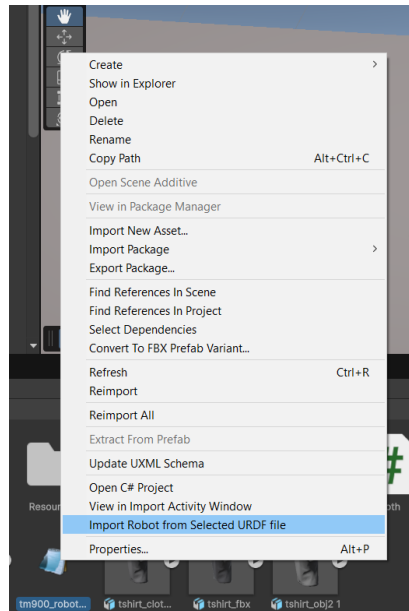 Create
Show in Explorer
Open
Delete
Rename
Copy Path Alt+Ctrl+C
Open Scene Additive
View in Package Manager
Import New Asset...
Import Package
Export Package...
Find References In Scene
Find References In Project
Select Dependencies
Convert To FBX Prefab Variant...
Refresh Ctrl+R
Reimport
Reimport All
Extract From Prefab
Update UXML Schema
Open C# Project
View in Import Activity Window
Import Robot from Selected URDF file
Properties... Alt+P
#
Resour
oth
tm900_robot... tshirt_clot... tshirt_fbx tshirt_obj2 1